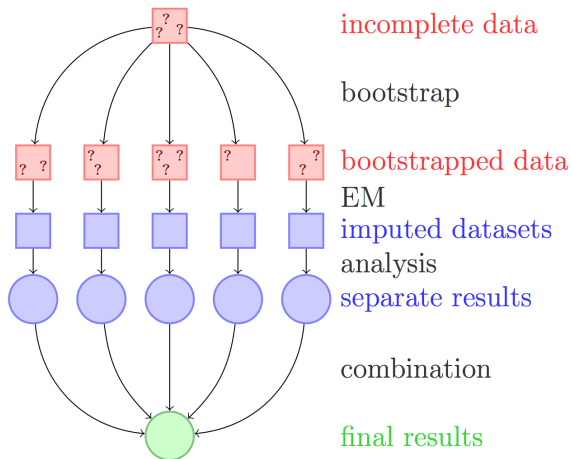 ? ? ?
incomplete data
bootstrap
? ? ? ? ? ? ? ? ? ?
bootstrapped data
EM
imputed datasets
analysis
separate results
combination
final results